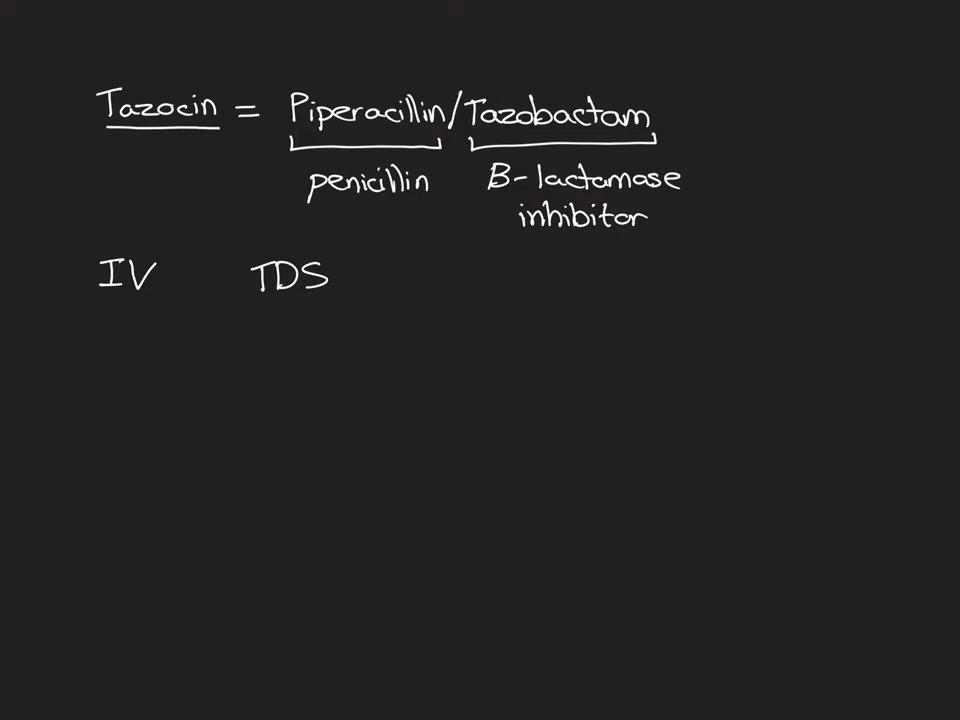 Tazocin = Piperacillin/Tazobactam
penicillin B-lactamase
inhibitor
IV TDS